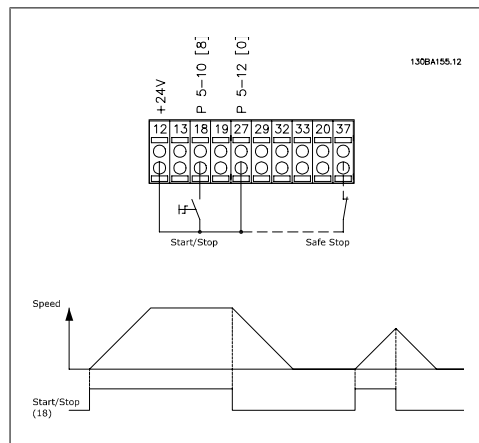 +24V
P 5-10 [8]
P 5-12 [0]
130BA155.12
12 13 18 19 27 29 32 33 20 37
Start/Stop
Safe Stop
Speed
Start/Stop
(18)